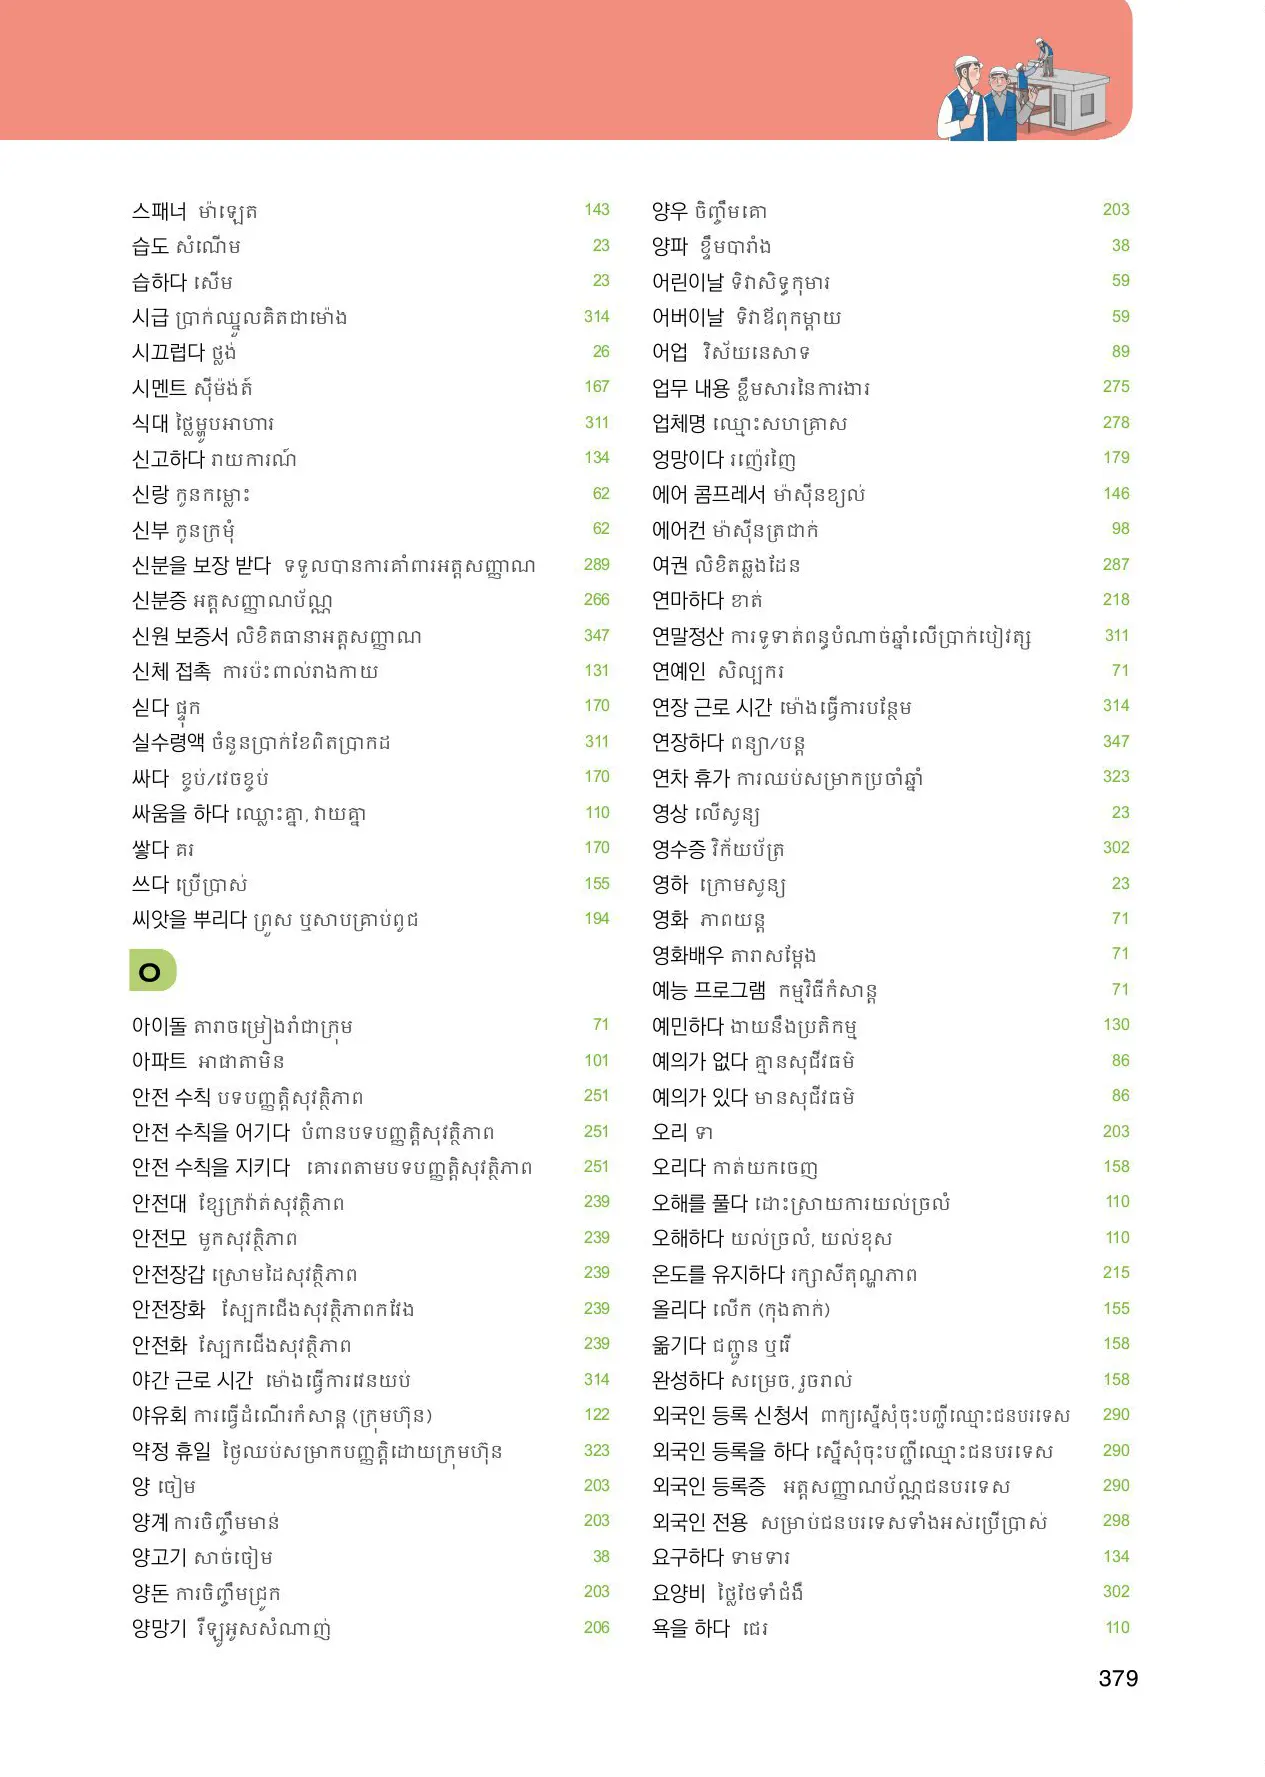 스패너 ម៉ាឡេត 143
습도 សំណើម 23
습하다 សើម 23
시급 ប្រាក់ឈ្នួលគិតជាម៉ោង 314
시끄럽다 ថ្លង់ 26
시멘트 ស៊ីម៉ង់ត៍ 167
식대 ថ្លៃម្ហូបអាហារ 311
신고하다 រាយការណ៍ 134
신랑 កូនកម្លោះ 62
신부 កូនក្រមុំ 62
신분을 보장 받다 ទទួលបានការគាំពារអត្តសញ្ញាណ 289
신분증 អត្តសញ្ញាណប័ណ្ណ 266
신원 보증서 លិខិតធានាអត្តសញ្ញាណ 347
신체 접촉 ការប៉ះពាល់រាងកាយ 131
싣다 ផ្ទុក 170
실수령액 ចំនួនប្រាក់ខែពិតប្រាកដ 311
싸다 ខ្ចប់/វេចខ្ចប់ 170
싸움을 하다 ឈ្លោះគ្នា, វាយគ្នា 110
쌓다 គរ 170
쓰다 ប្រើប្រាស់ 155
씨앗을 뿌리다 ព្រួស ឬសាបគ្រាប់ពូជ 194
ㅇ
아이돌 តារាចម្រៀងរាំជាក្រុម 71
아파트 អាផាតាមិន 101
안전 수칙 បទបញ្ញត្តិសុវត្ថិភាព 251
안전 수칙을 어기다 បំពានបទបញ្ញត្តិសុវត្ថិភាព 251
안전 수칙을 지키다 គោរពតាមបទបញ្ញត្តិសុវត្ថិភាព 251
안전대 ខ្សែក្រវ៉ាត់សុវត្ថិភាព 239
안전모 មួកសុវត្ថិភាព 239
안전장갑 ស្រោមដៃសុវត្ថិភាព 239
안전장화 ស្បែកជើងសុវត្ថិភាពកវែង 239
안전화 ស្បែកជើងសុវត្ថិភាព 239
야간 근로 시간 ម៉ោងធ្វើការវេនយប់ 314
야유회 ការធ្វើដំណើរកំសាន្ត (ក្រុមហ៊ុន) 122
약정 휴일 ថ្ងៃឈប់សម្រាកបញ្ញត្តិដោយក្រុមហ៊ុន 323
양 ចៀម 203
양계 ការចិញ្ចឹមមាន់ 203
양고기 សាច់ចៀម 38
양돈 ការចិញ្ចឹមជ្រូក 203
양망기 រឺឡូអូសសំណាញ់ 206
양우 ចិញ្ចឹមគោ 203
양파 ខ្ទឹមបារាំង 38
어린이날 ទិវាសិទ្ធកុមារ 59
어버이날 ទិវាឪពុកម្តាយ 59
어업 វិស័យនេសាទ 89
업무 내용 ខ្លឹមសារនៃការងារ 275
업체명 ឈ្មោះសហគ្រាស 278
엉망이다 រញ៉េរញៃ 179
에어 콤프레서 ម៉ាស៊ីនខ្យល់ 146
에어컨 ម៉ាស៊ីនត្រជាក់ 98
여권 លិខិតឆ្លងដែន 287
연마하다 ខាត់ 218
연말정산 ការទូទាត់ពន្ធបំណាច់ឆ្នាំលើប្រាក់បៀវត្ស 311
연예인 សិល្បករ 71
연장 근로 시간 ម៉ោងធ្វើការបន្ថែម 314
연장하다 ពន្យា/បន្ត 347
연차 휴가 ការឈប់សម្រាកប្រចាំឆ្នាំ 323
영상 លើសូន្យ 23
영수증 វិក័យប័ត្រ 302
영하 ក្រោមសូន្យ 23
영화 ភាពយន្ត 71
영화배우 តារាសម្តែង 71
예능 프로그램 កម្មវិធីកំសាន្ត 71
예민하다 ងាយនឹងប្រតិកម្ម 130
예의가 없다 គ្មានសុជីវធម៌ 86
예의가 있다 មានសុជីវធម៌ 86
오리 ទា 203
오리다 កាត់យកចេញ 158
오해를 풀다 ដោះស្រាយការយល់ច្រលំ 110
오해하다 យល់ច្រលំ, យល់ខុស 110
온도를 유지하다 រក្សាសីតុណ្ហភាព 215
올리다 លើក (កុងតាក់) 155
옮기다 ជញ្ជូន ឬរើ 158
완성하다 សម្រេច, រួចរាល់ 158
외국인 등록 신청서 ពាក្យស្នើសុំចុះបញ្ជីឈ្មោះជនបរទេស 290
외국인 등록을 하다 ស្នើសុំចុះបញ្ជីឈ្មោះជនបរទេស 290
외국인 등록증 អត្តសញ្ញាណប័ណ្ណជនបរទេស 290
외국인 전용 សម្រាប់ជនបរទេសទាំងអស់ប្រើប្រាស់ 298
요구하다 ទាមទារ 134
요양비 ថ្លៃថែទាំជំងឺ 302
욕을 하다 ជេរ 110
379